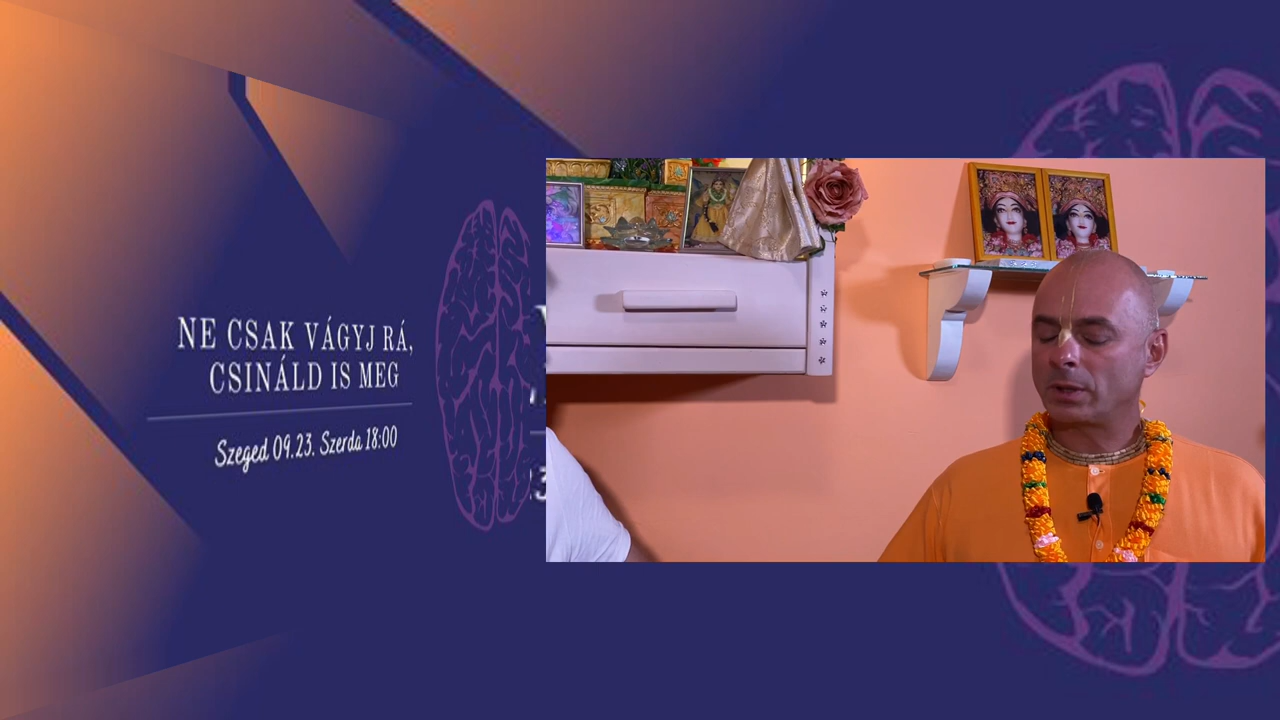 NE CSAK VÁGYJ RÁ,
CSINÁLD IS MEG
Szeged 09.23. Szerda 18:00